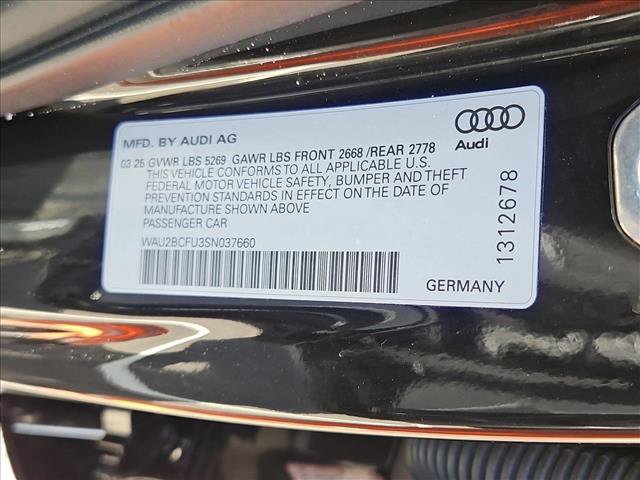 MFD. BY AUDI AG
03 25 GVWR LBS 5269 GAWR LBS FRONT 2668 /REAR 2778
THIS VEHICLE CONFORMS TO ALL APPLICABLE U.S.
FEDERAL MOTOR VEHICLE SAFETY, BUMPER AND THEFT
PREVENTION STANDARDS IN EFFECT ON THE DATE OF
MANUFACTURE SHOWN ABOVE
PASSENGER CAR
WAU2BCFU3SN037660
GERMANY
Audi
1312678